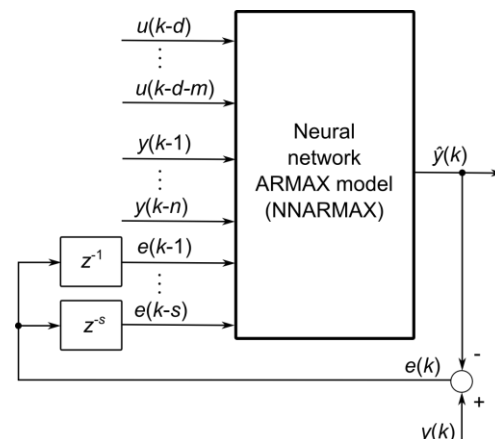 u(k-d)
⋮
u(k-d-m)
y(k-1)
⋮
y(k-n)
e(k-1)
⋮
e(k-s)
z⁻¹
z⁻ˢ
Neural
network
ARMAX model
(NNARMAX)
ŷ(k)
e(k)
-
+
y(k)